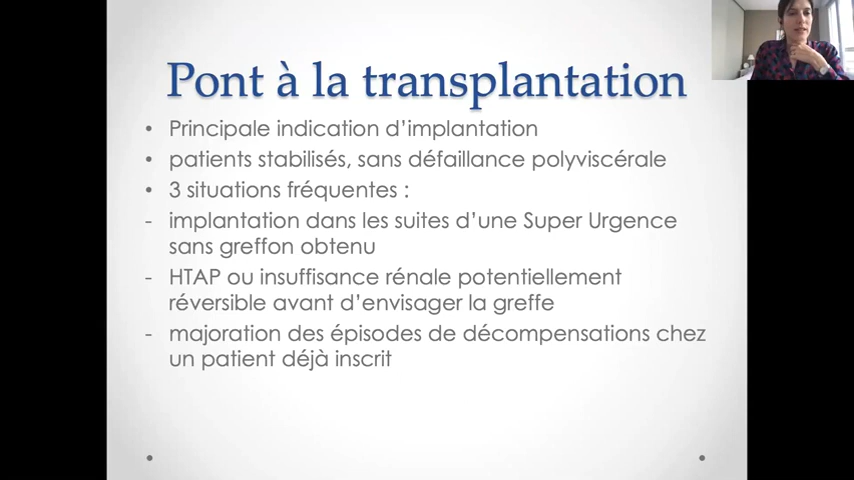 Pont à la transplantation
• Principale indication d’implantation
• patients stabilisés, sans défaillance polyviscérale
• 3 situations fréquentes :
- implantation dans les suites d’une Super Urgence
sans greffon obtenu
- HTAP ou insuffisance rénale potentiellement
réversible avant d’envisager la greffe
- majoration des épisodes de décompensations chez
un patient déjà inscrit